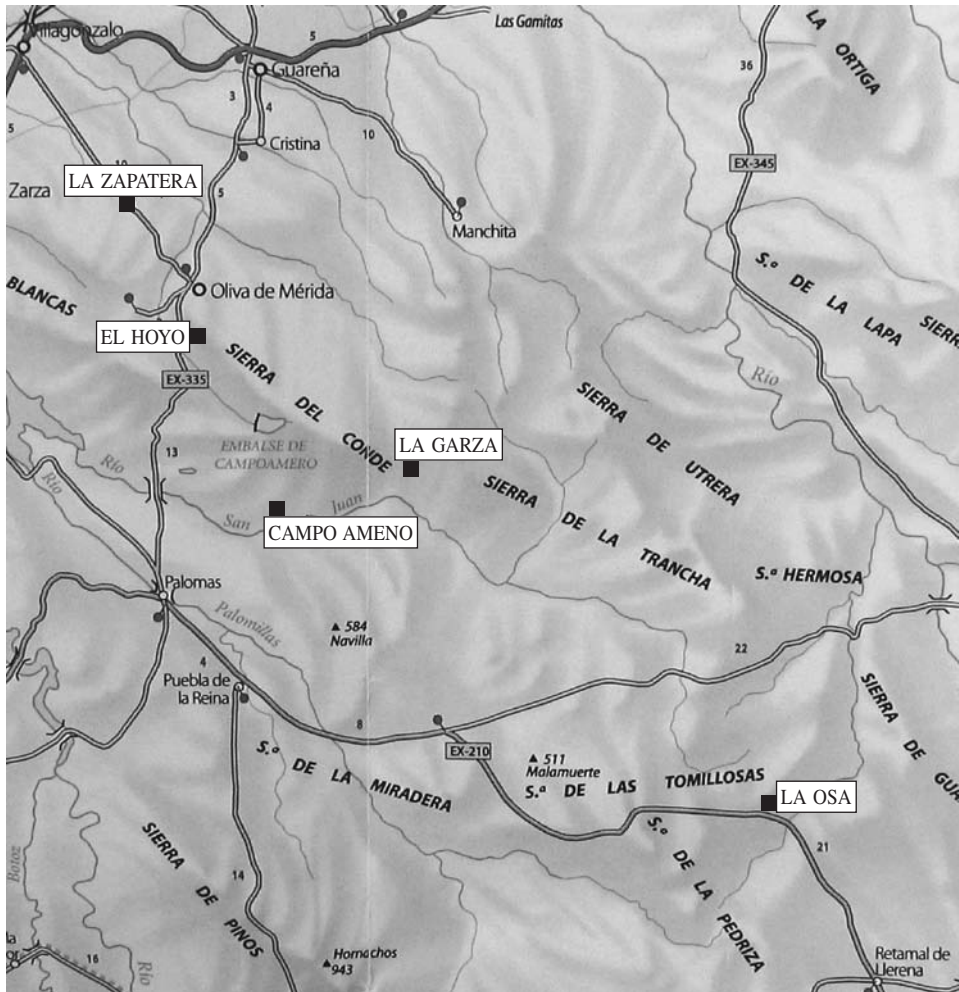 Las Gamitas
LA ORTIGA
Villagonzalo
5
36
Guareña
3
4
5
10
Cristina
EX-345
10
LA ZAPATERA
Zarza
5
Manchita
S.ª DE LA LAPA
SIERR
BLANCAS
Oliva de Mérida
EL HOYO
SIERRA DEL CONDE
Río
EX-335
SIERRA DE UTRERA
EMBALSE DE
CAMPOAMERO
LA GARZA
13
Río
Río
San Juan
SIERRA DE LA TRANCHA
CAMPO AMENO
S.ª HERMOSA
Palomas
Palomillas
584
Navilla
22
4
Puebla de
la Reina
SIERRA DE GUA
8
EX-210
511
Malamuerte
S.ª DE LA MIRADERA
S.ª DE LAS TOMILLOSAS
LA OSA
SIERRA DE PINOS
S.ª DE LA PEDRIZA
21
Botoz
14
la
or
16
Río
Hornachos
943
Retamal de
Llerena